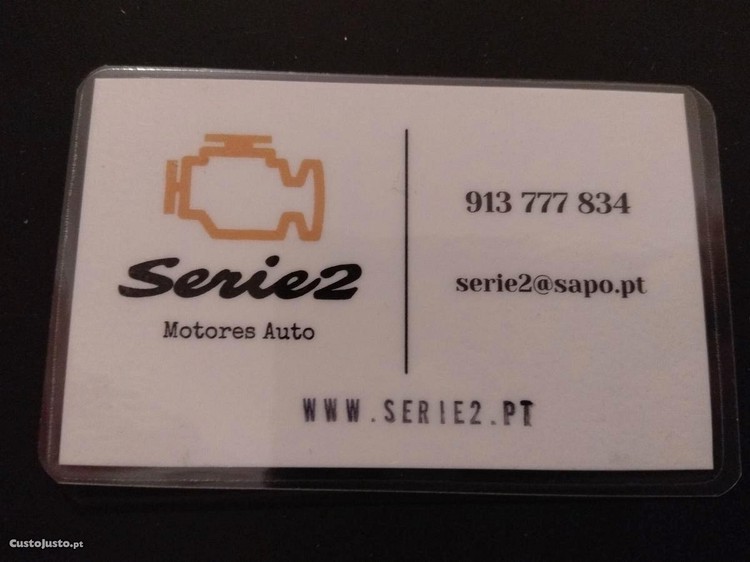 Serie2
Motores Auto
913 777 834
serie2@sapo.pt
WWW.SERIE2.PT
CustoJusto.pt